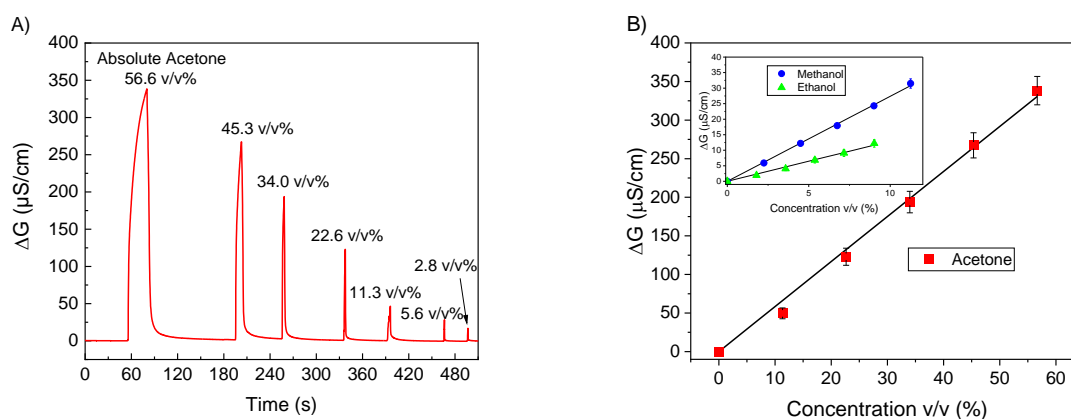 A)
400
350
300
250
200
150
100
50
0
ΔG (μS/cm)
Absolute Acetone
56.6 v/v%
45.3 v/v%
34.0 v/v%
22.6 v/v%
11.3 v/v%
5.6 v/v%
2.8 v/v%
0 60 120 180 240 300 360 420 480
Time (s)
B)
400
350
300
250
200
150
100
50
0
ΔG (μS/cm)
40
35
30
25
20
15
10
5
0
ΔG (μS/cm)
Methanol
Ethanol
0 5 10
Concentration v/v (%)
Acetone
0 10 20 30 40 50 60
Concentration v/v (%)